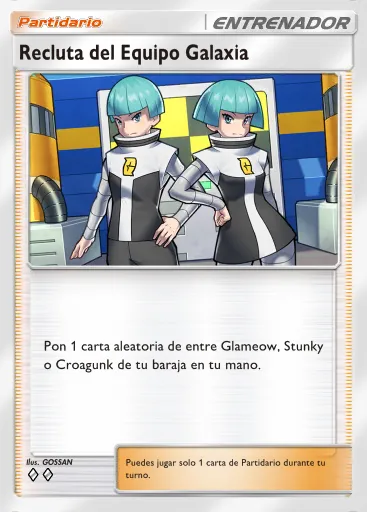 Partidario
ENTRENADOR
Recluta del Equipo Galaxia
Pon 1 carta aleatoria de entre Glameow, Stunky
o Croagunk de tu baraja en tu mano.
Ilus. GOSSAN
Puedes jugar solo 1 carta de Partidario durante tu
turno.